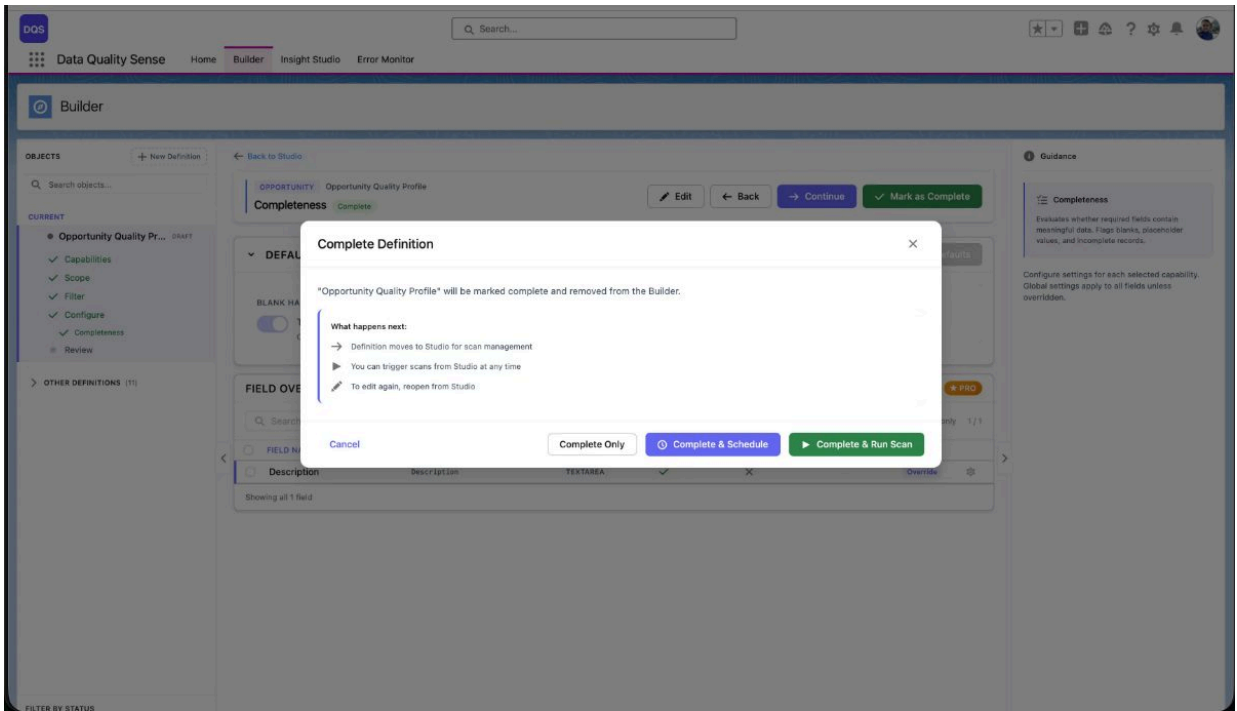 DQS
Search...
Data Quality Sense Home Builder Insight Studio Error Monitor
Builder
OBJECTS + New Definition
Search objects...
CURRENT
Opportunity Quality Pr... DRAFT
Capabilities
Scope
Filter
Configure
Completeness
Review
OTHER DEFINITIONS (11)
FILTER BY STATUS
← Back to Studio
OPPORTUNITY Opportunity Quality Profile
Completeness Complete
Edit ← Back → Continue ✓ Mark as Complete
DEFAU
BLANK HA
FIELD OVE
PRO
Search
only 1/1
FIELD NA
Description Description TEXTAREA Override
Showing all 1 field
Complete Definition
"Opportunity Quality Profile" will be marked complete and removed from the Builder.
What happens next:
→ Definition moves to Studio for scan management
You can trigger scans from Studio at any time
To edit again, reopen from Studio
Cancel Complete Only Complete & Schedule Complete & Run Scan
Guidance
Completeness
Evaluates whether required fields contain
meaningful data. Flags blanks, placeholder
values, and incomplete records.
Configure settings for each selected capability.
Global settings apply to all fields unless
overridden.